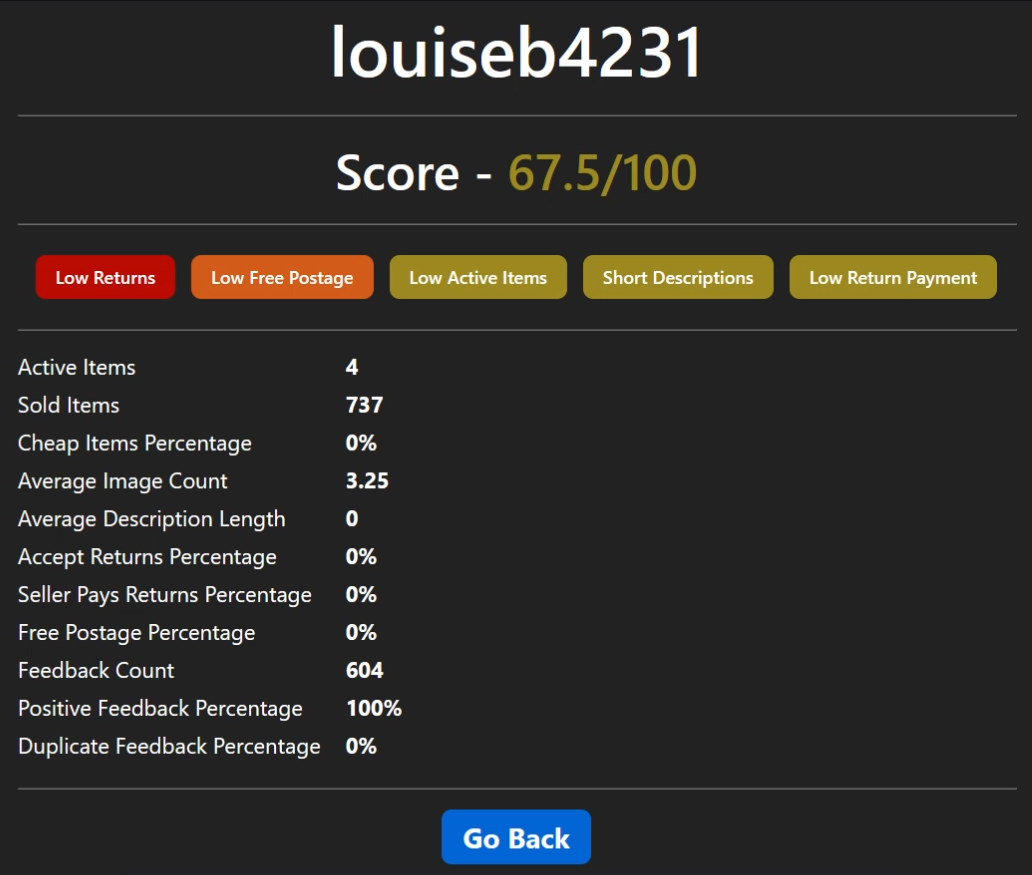 louiseb4231
Score - 67.5/100
Low Returns Low Free Postage Low Active Items Short Descriptions Low Return Payment
Active Items 4
Sold Items 737
Cheap Items Percentage 0%
Average Image Count 3.25
Average Description Length 0
Accept Returns Percentage 0%
Seller Pays Returns Percentage 0%
Free Postage Percentage 0%
Feedback Count 604
Positive Feedback Percentage 100%
Duplicate Feedback Percentage 0%
Go Back